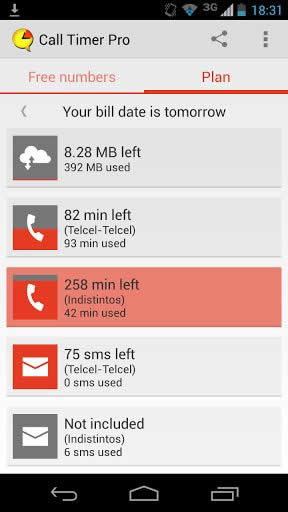 3G 18:31
Call Timer Pro
Free numbers
Plan
Your bill date is tomorrow
8.28 MB left
392 MB used
82 min left
(Telcel-Telcel)
93 min used
258 min left
(Indistintos)
42 min used
75 sms left
(Telcel-Telcel)
0 sms used
Not included
(Indistintos)
6 sms used